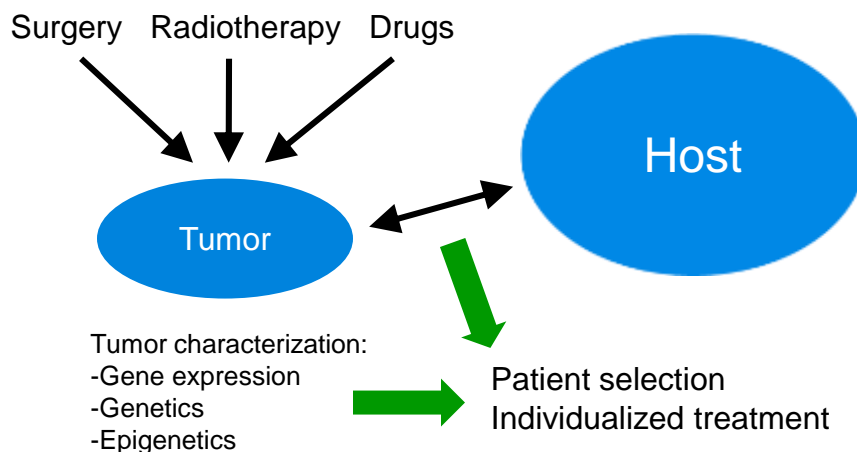 Surgery Radiotherapy Drugs
Host
Tumor
Tumor characterization:
-Gene expression
-Genetics
-Epigenetics
Patient selection
Individualized treatment